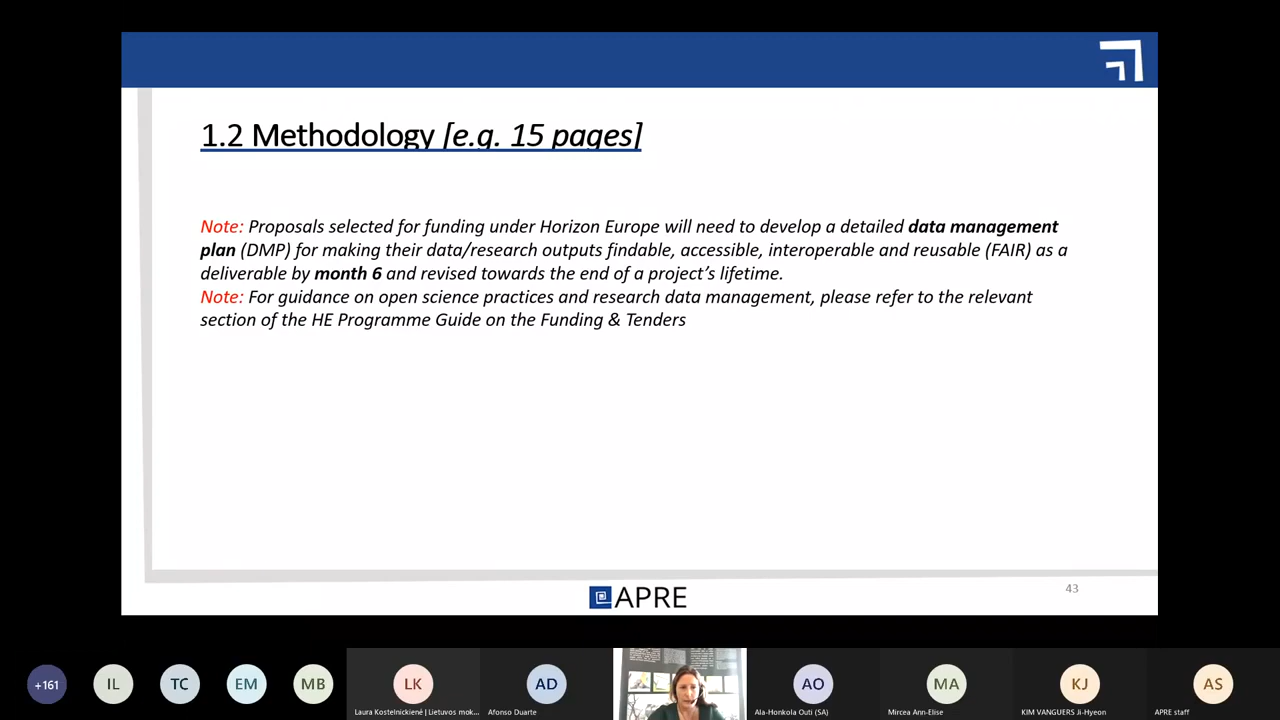 1.2 Methodology [e.g. 15 pages]
Note: Proposals selected for funding under Horizon Europe will need to develop a detailed data management
plan (DMP) for making their data/research outputs findable, accessible, interoperable and reusable (FAIR) as a
deliverable by month 6 and revised towards the end of a project's lifetime.
Note: For guidance on open science practices and research data management, please refer to the relevant
section of the HE Programme Guide on the Funding & Tenders
APRE
43
+161
IL
TC
EM
MB
LK
AD
AO
MA
KJ
AS
Laura Kostelnickienė | Lietuvos mok...
Afonso Duarte
Ala-Honkola Outi (SA)
Mircea Ann-Elise
KIM VANGUERS Ji-Hyeon
APRE staff